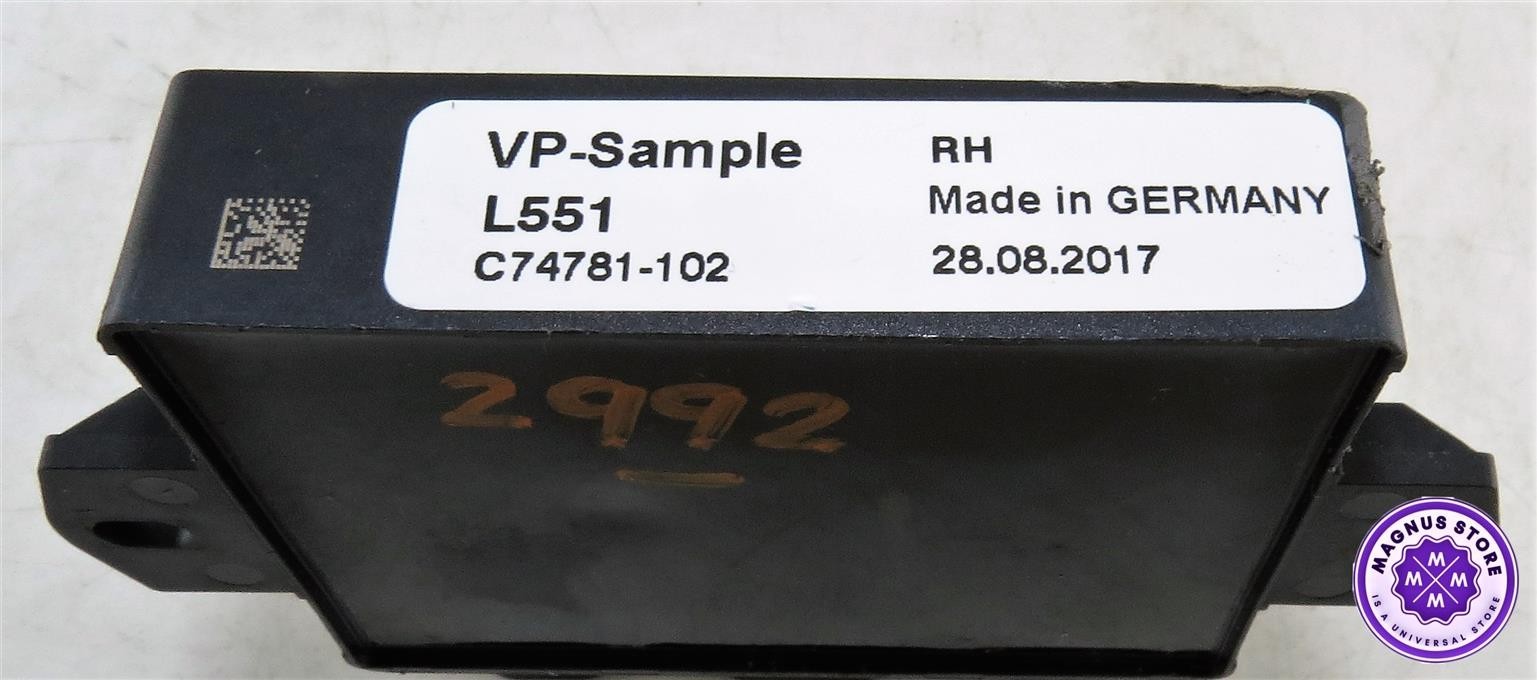 VP-Sample
L551
C74781-102
RH
Made in GERMANY
28.08.2017
2992
MAGNUS STORE
M
M M
M
IS A UNIVERSAL STORE